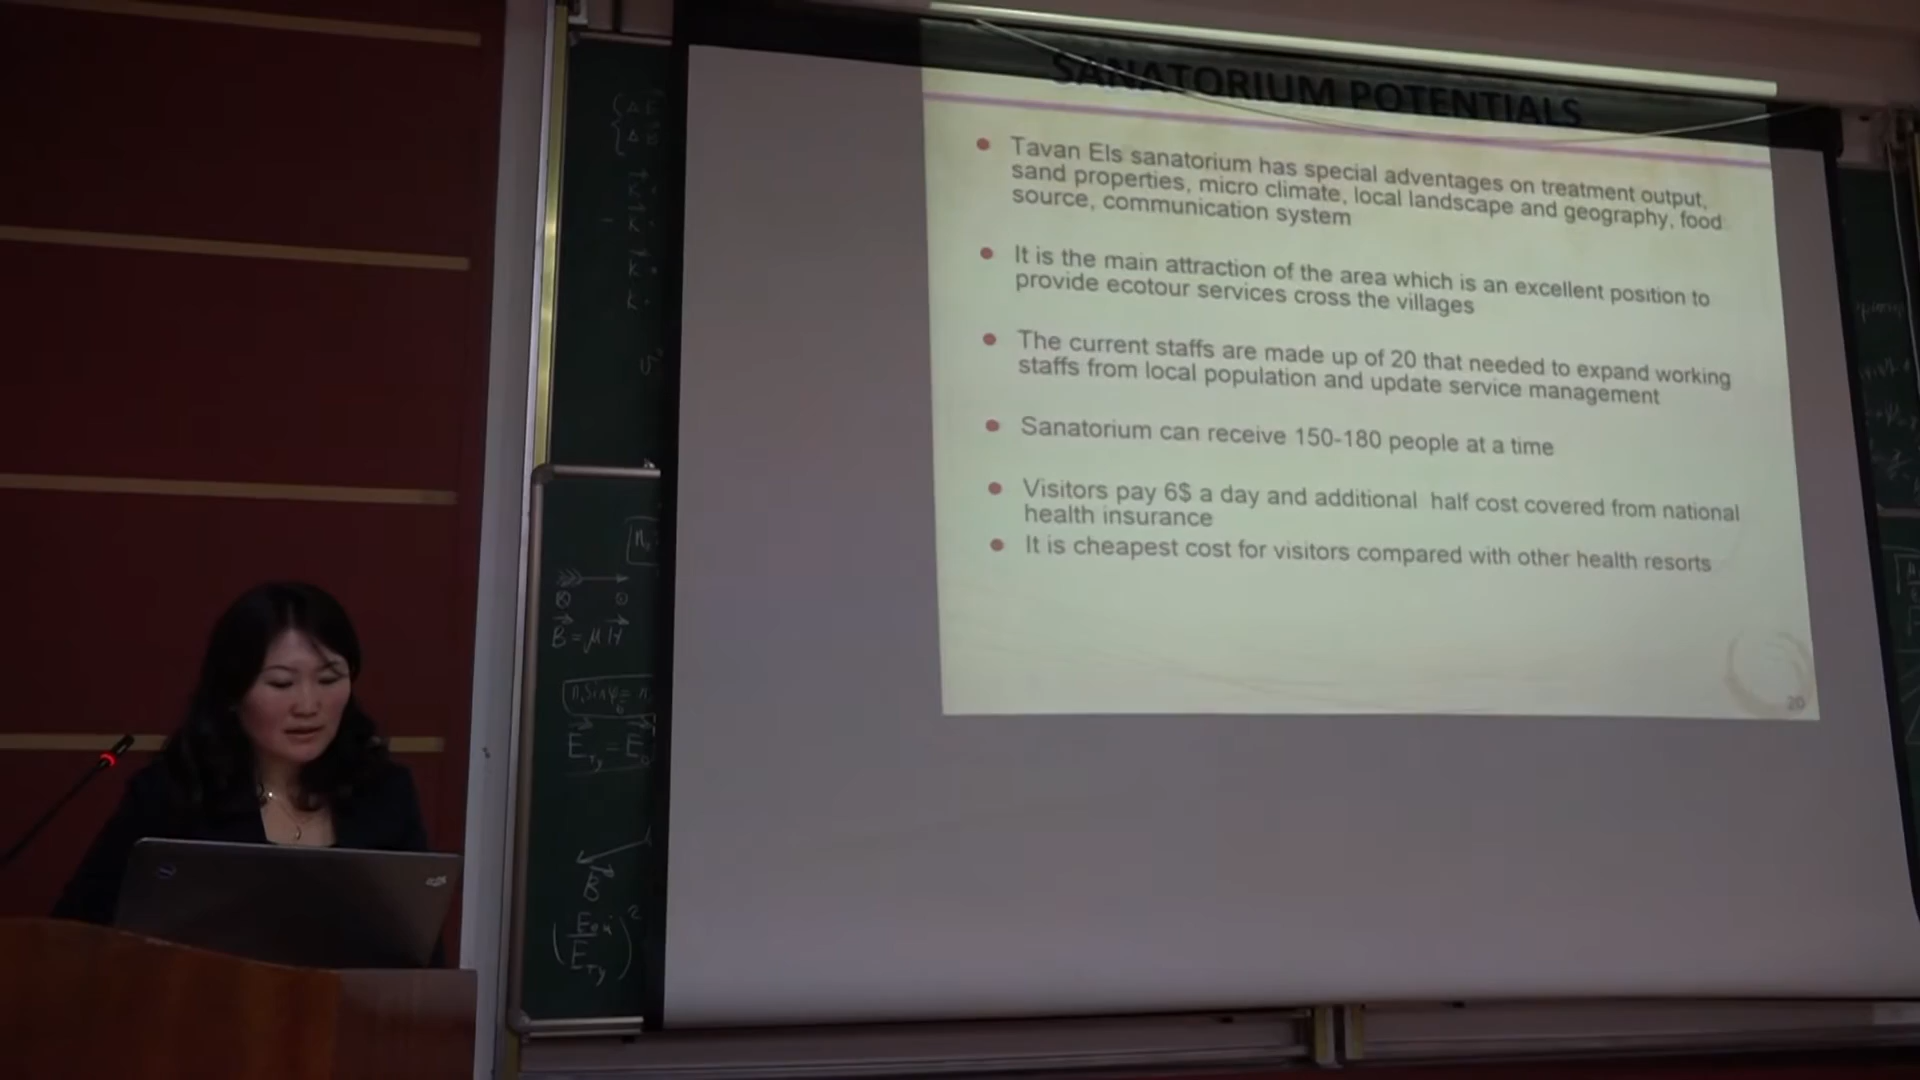 SANATORIUM POTENTIALS
Tavan Els sanatorium has special adventages on treatment output,
sand properties, micro climate, local landscape and geography, food
source, communication system
It is the main attraction of the area which is an excellent position to
provide ecotour services cross the villages
The current staffs are made up of 20 that needed to expand working
staffs from local population and update service management
Sanatorium can receive 150-180 people at a time
Visitors pay 6$ a day and additional half cost covered from national
health insurance
It is cheapest cost for visitors compared with other health resorts
20
B = μH